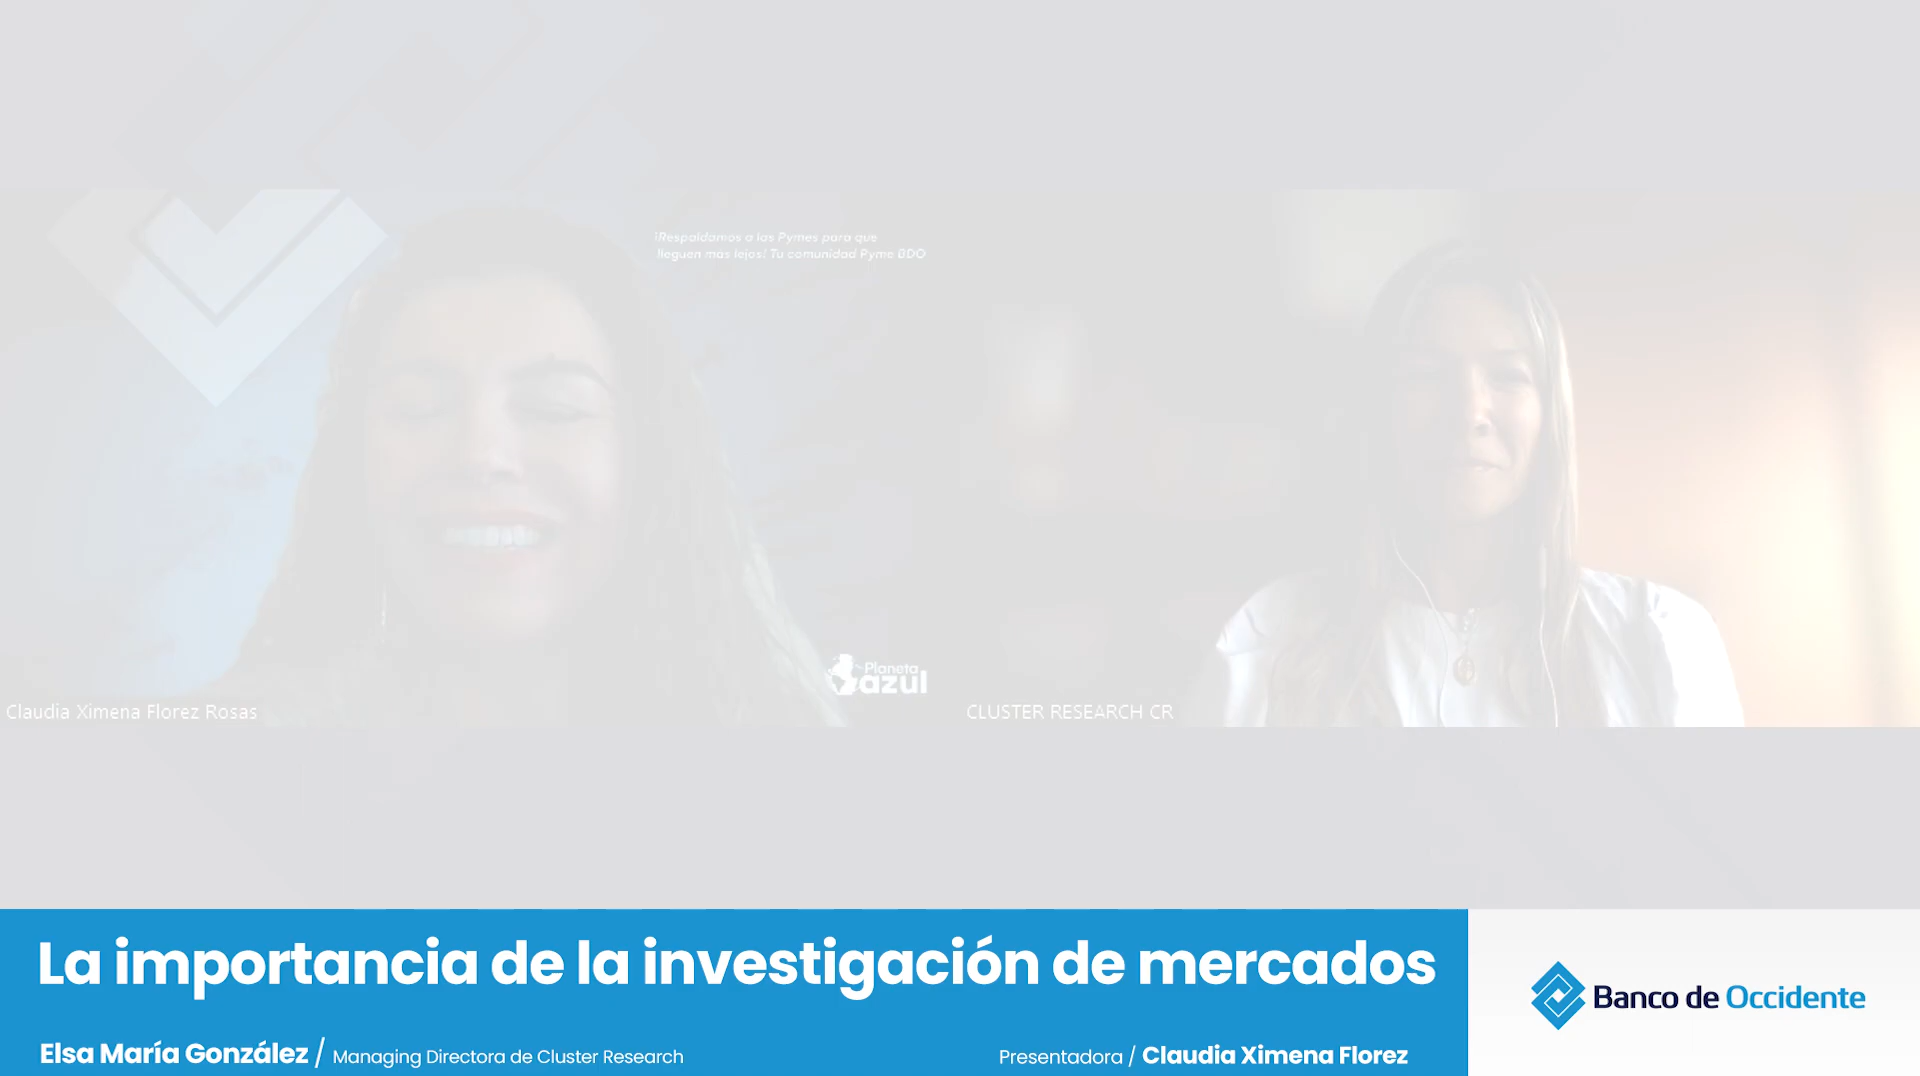 ¡Respaldamos a las Pymes para que
lleguen más lejos! Tu comunidad Pyme BDO
Planeta
azul
Claudia Ximena Florez Rosas
CLUSTER RESEARCH CR
La importancia de la investigación de mercados
Elsa María González / Managing Directora de Cluster Research
Presentadora / Claudia Ximena Florez
Banco de Occidente